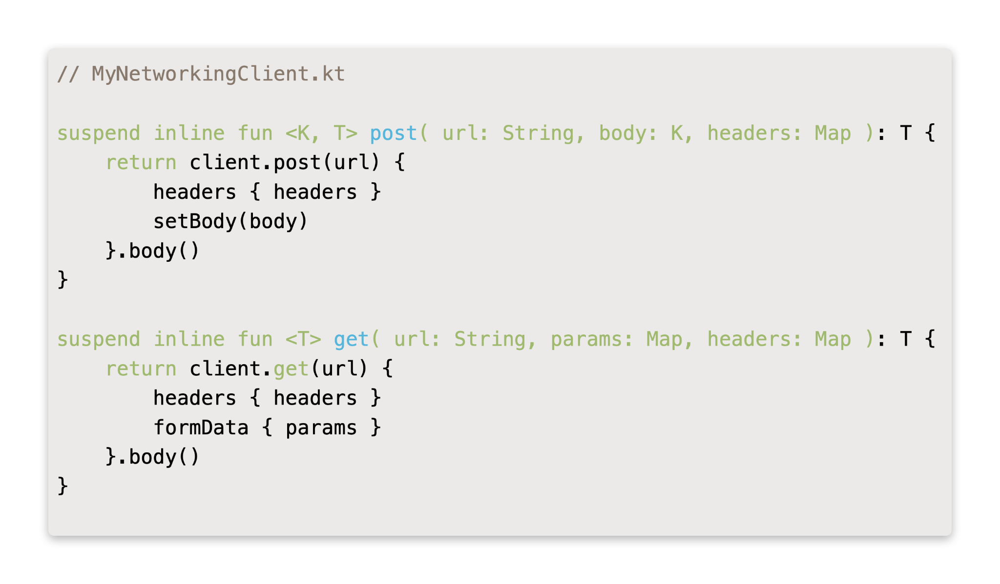 // MyNetworkingClient.kt
suspend inline fun <K, T> post( url: String, body: K, headers: Map ): T {
    return client.post(url) {
        headers { headers }
        setBody(body)
    }.body()
}
suspend inline fun <T> get( url: String, params: Map, headers: Map ): T {
    return client.get(url) {
        headers { headers }
        formData { params }
    }.body()
}